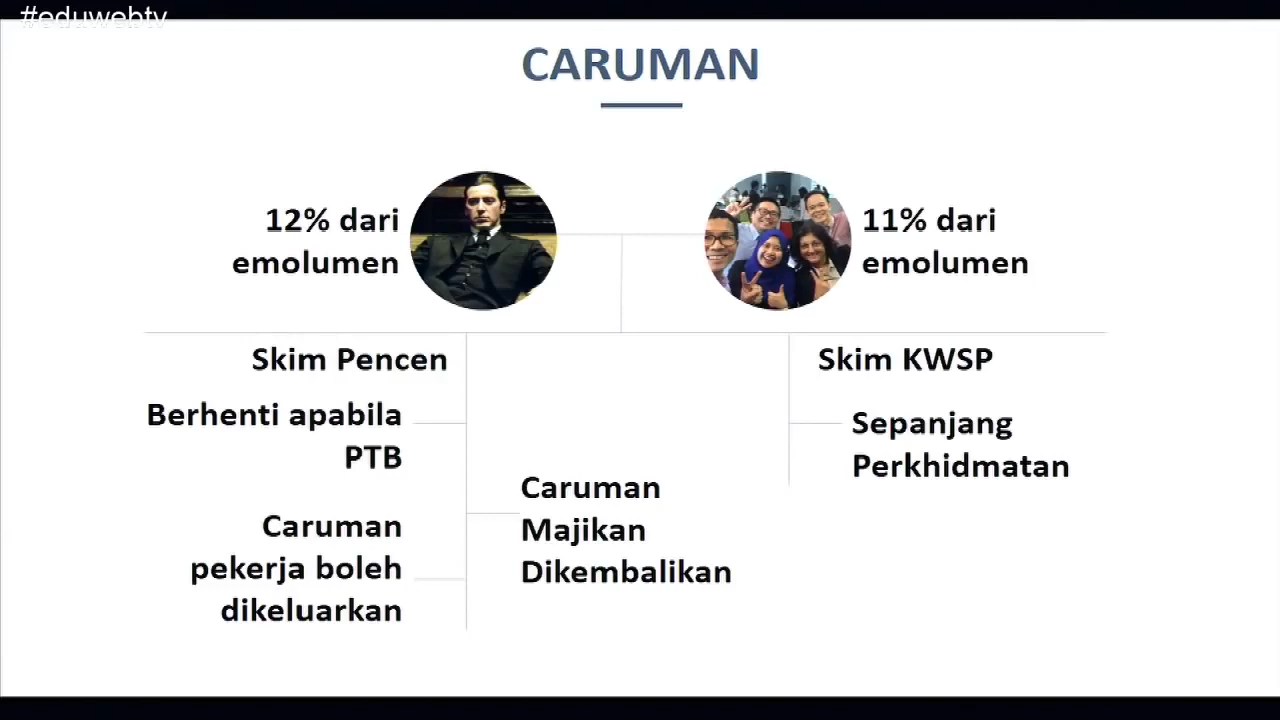 #eduwebtv
CARUMAN
12% dari
emolumen
11% dari
emolumen
Skim Pencen
Skim KWSP
Berhenti apabila
PTB
Sepanjang
Perkhidmatan
Caruman
Majikan
Dikembalikan
Caruman
pekerja boleh
dikeluarkan